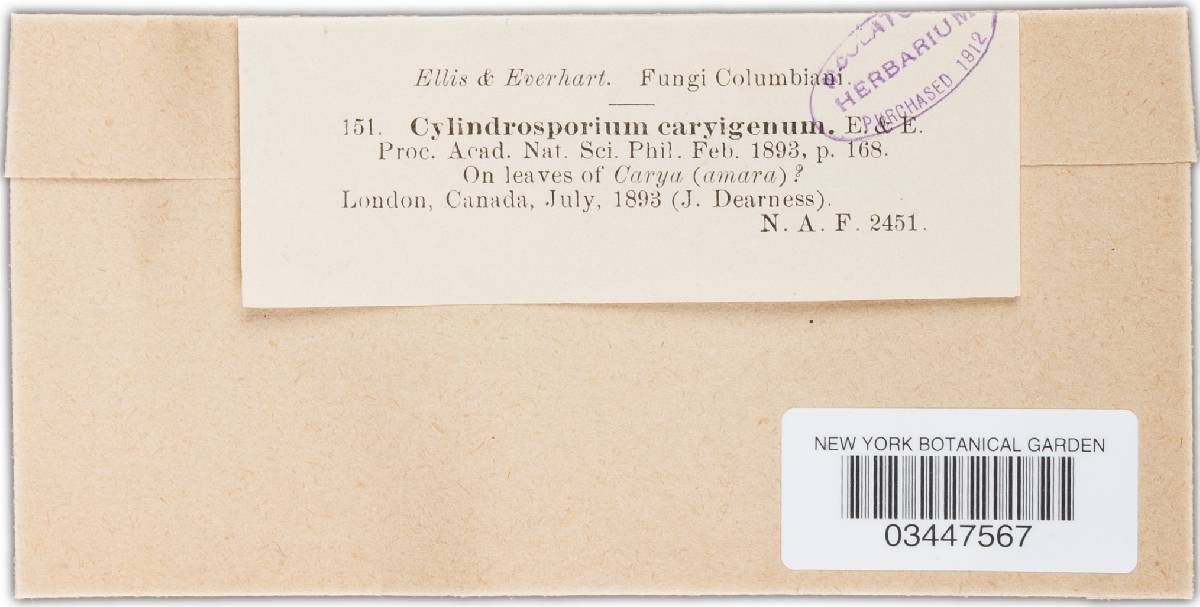 Ellis & Everhart. Fungi Columbiani.
151. Cylindrosporium caryigenum. E. & E.
Proc. Acad. Nat. Sci. Phil. Feb. 1893, p. 168.
On leaves of Carya (amara)?
London, Canada, July, 1893 (J. Dearness).
N. A. F. 2451.
HERBARIUM
PURCHASED 1912
NEW YORK BOTANICAL GARDEN
03447567